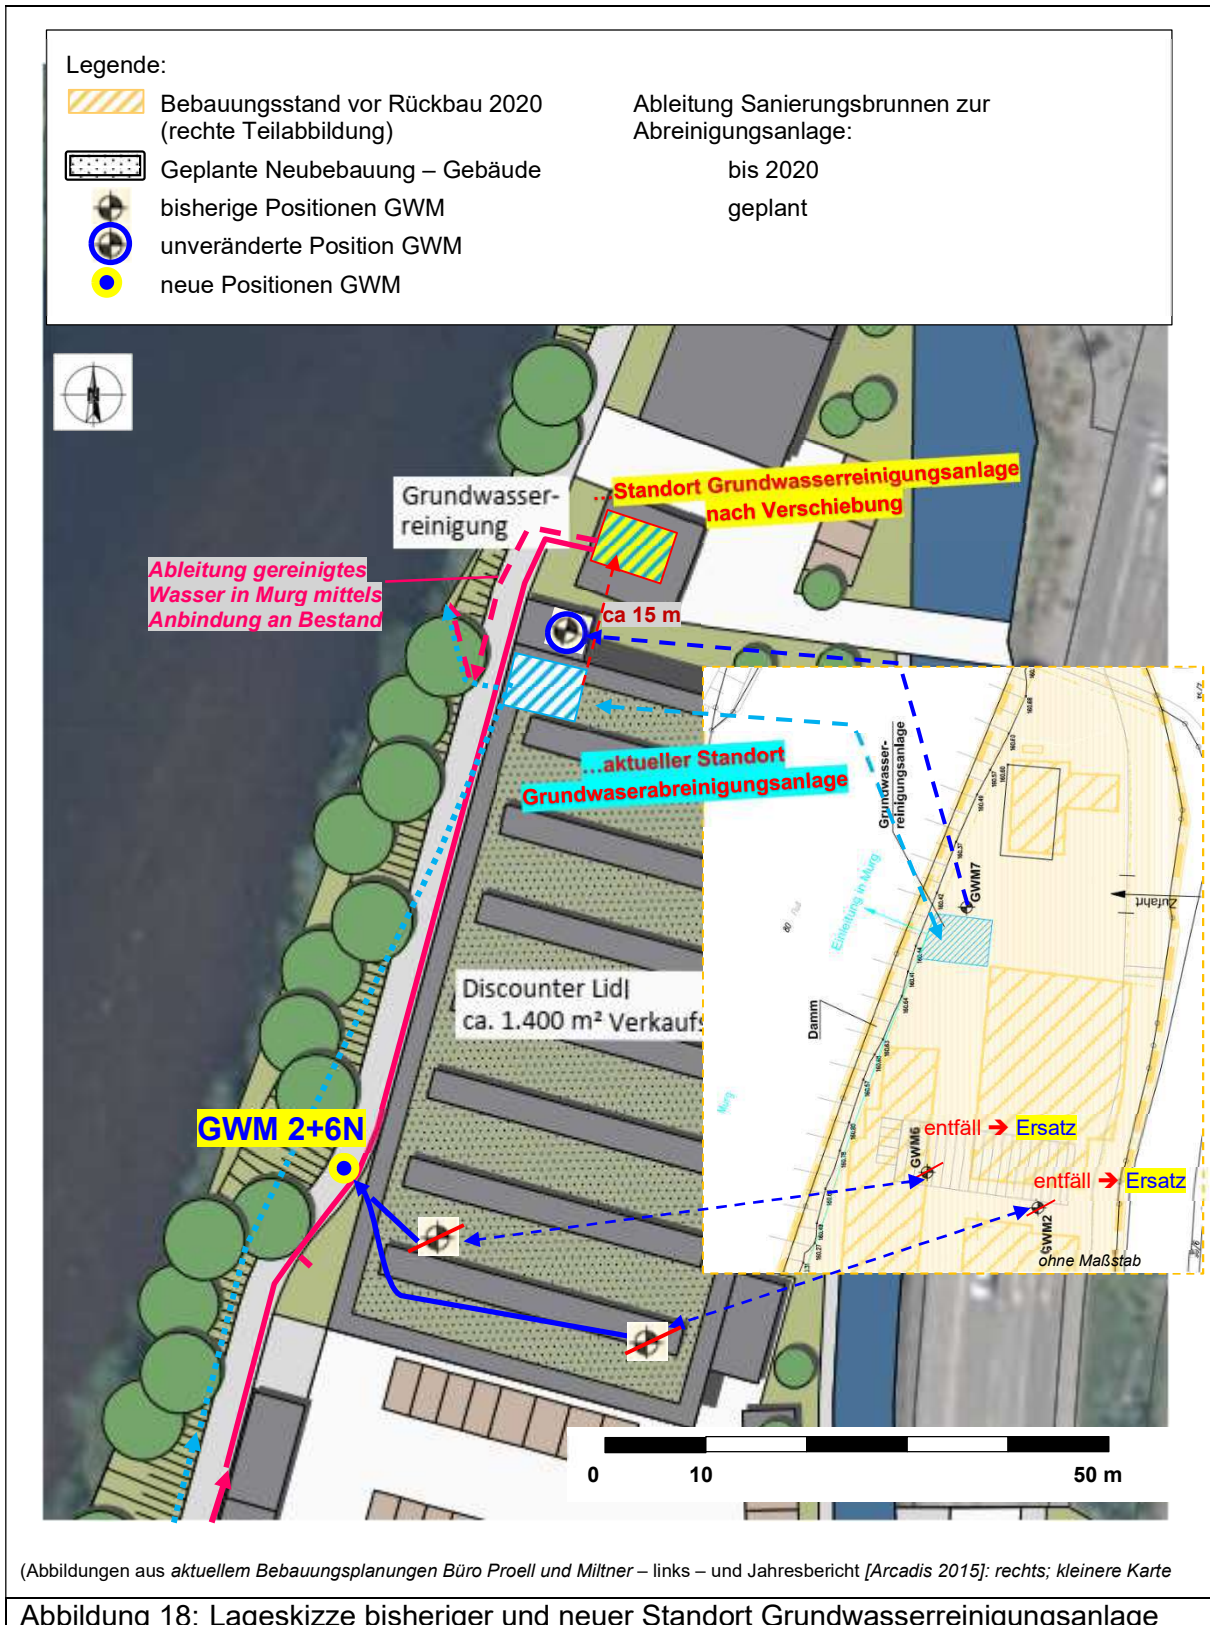 Legende:
Bebauungsstand vor Rückbau 2020
(rechte Teilabbildung)
Geplante Neubebauung – Gebäude
bisherige Positionen GWM
unveränderte Position GWM
neue Positionen GWM
Ableitung Sanierungsbrunnen zur
Abreinigungsanlage:
bis 2020
geplant
N
Grundwasser-
reinigung
...Standort Grundwasserreinigungsanlage
nach Verschiebung
Ableitung gereinigtes
Wasser in Murg mittels
Anbindung an Bestand
ca 15 m
...aktueller Standort
Grundwaserabreinigungsanlage
Grundwasser-
reinigungsanlage
GWM7
Zufahrt
Einleitung in Murg
Damm
Murg
Discounter Lidl
ca. 1.400 m² Verkaufs
GWM 2+6N
GWM6
entfäll ➔ Ersatz
entfäll ➔ Ersatz
GWM2
ohne Maßstab
0 10 50 m
(Abbildungen aus aktuellem Bebauungsplanungen Büro Proell und Miltner – links – und Jahresbericht [Arcadis 2015]: rechts; kleinere Karte
Abbildung 18: Lageskizze bisheriger und neuer Standort Grundwasserreinigungsanlage